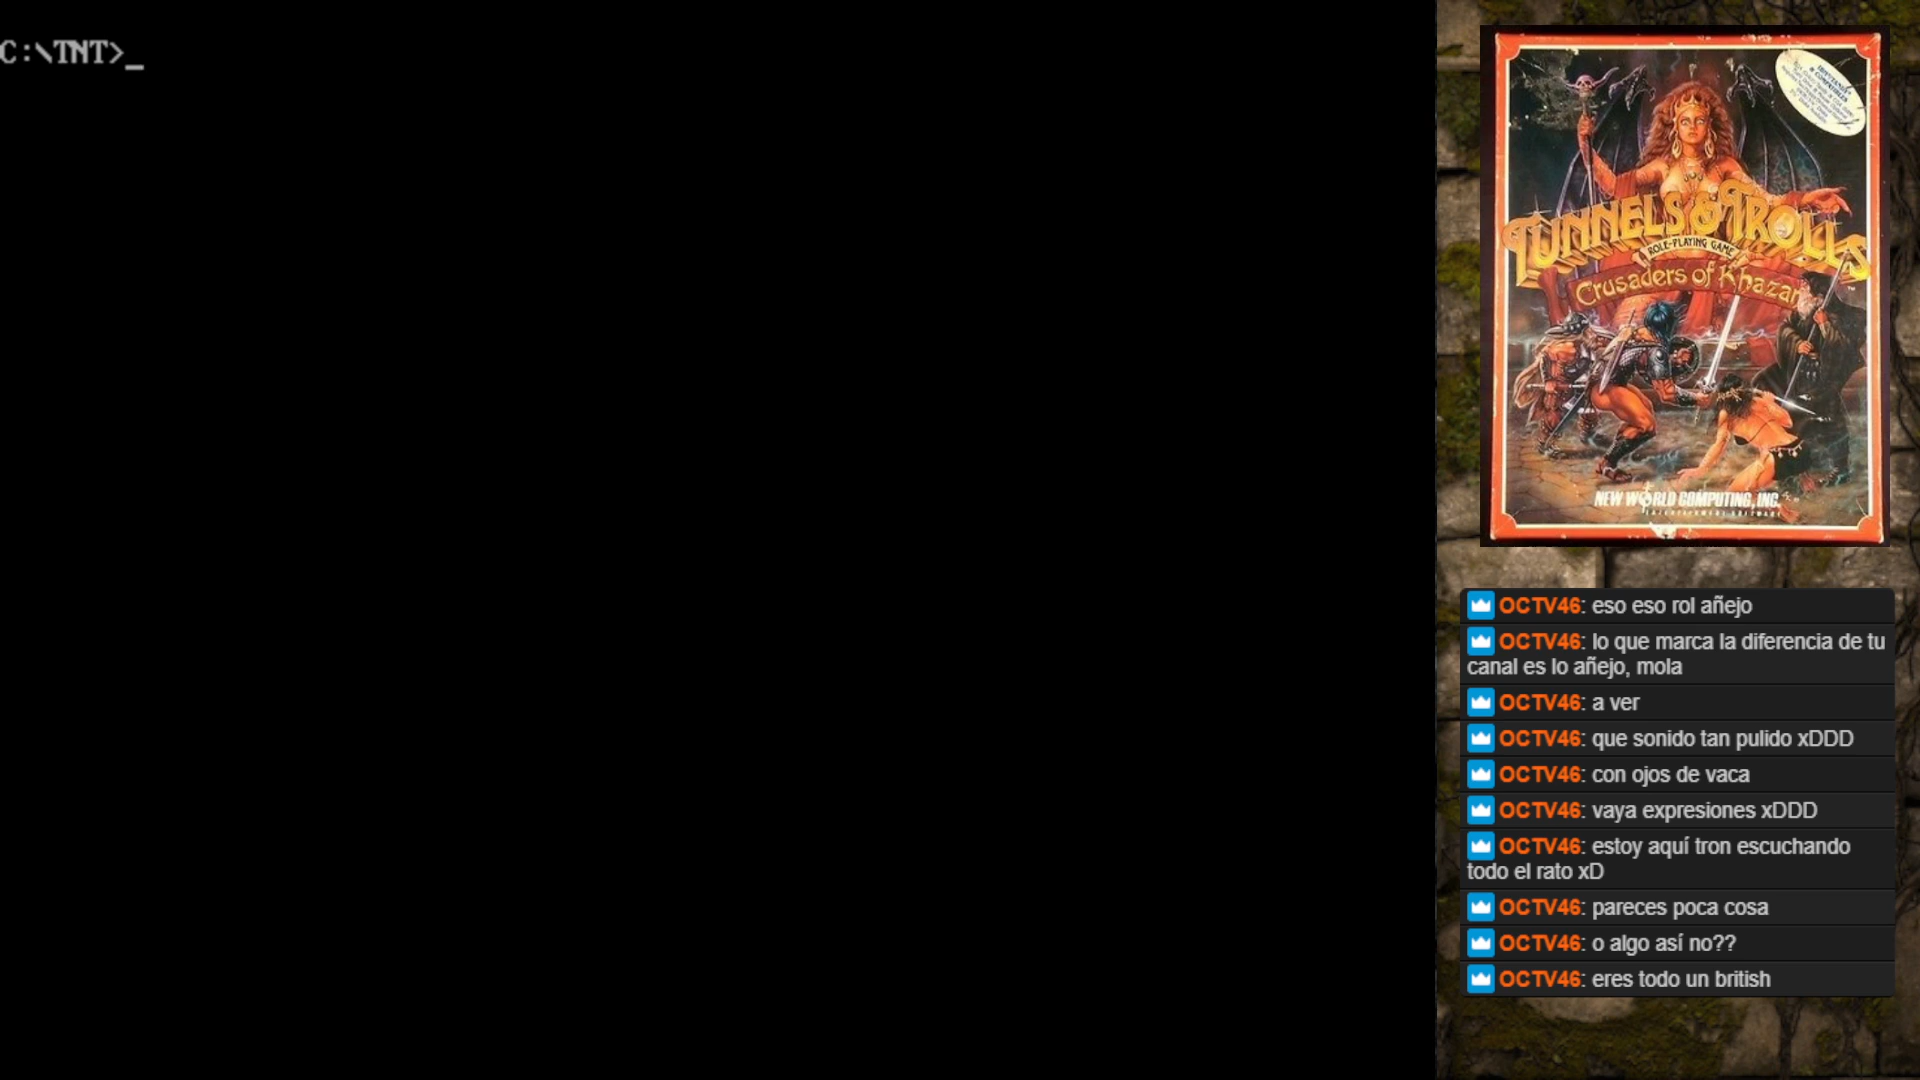 C:\TNT>_
TUNNELS & TROLLS
ROLE-PLAYING GAME
Crusaders of Khazan
NEW WORLD COMPUTING, INC.
OCTV46: eso eso rol añejo
OCTV46: lo que marca la diferencia de tu
canal es lo añejo, mola
OCTV46: a ver
OCTV46: que sonido tan pulido xDDD
OCTV46: con ojos de vaca
OCTV46: vaya expresiones xDDD
OCTV46: estoy aquí tron escuchando
todo el rato xD
OCTV46: pareces poca cosa
OCTV46: o algo así no??
OCTV46: eres todo un british